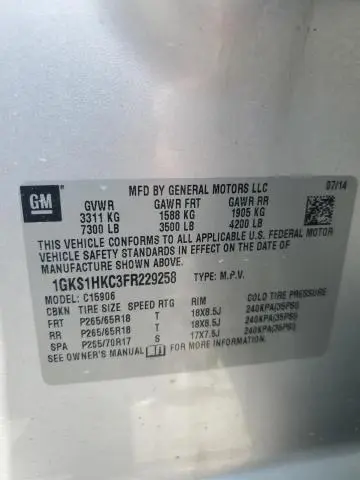 GM
MFD BY GENERAL MOTORS LLC 07/14
GVWR GAWR FRT GAWR RR
3311 KG 1588 KG 1905 KG
7300 LB 3500 LB 4200 LB
THIS VEHICLE CONFORMS TO ALL APPLICABLE U.S. FEDERAL MOTOR
VEHICLE SAFETY STANDARDS IN EFFECT ON THE DATE OF
MANUFACTURE SHOWN ABOVE.
1GKS1HKC3FR229258 TYPE: M.P.V.
MODEL: C15906
CBKN TIRE SIZE SPEED RTG RIM COLD TIRE PRESSURE
FRT P265/65R18 T 18X8.5J 240KPA(35PSI)
RR P265/65R18 T 18X8.5J 240KPA(35PSI)
SPA P265/70R17 S 17X7.5J 240KPA(35PSI)
SEE OWNER'S MANUAL FOR MORE INFORMATION.